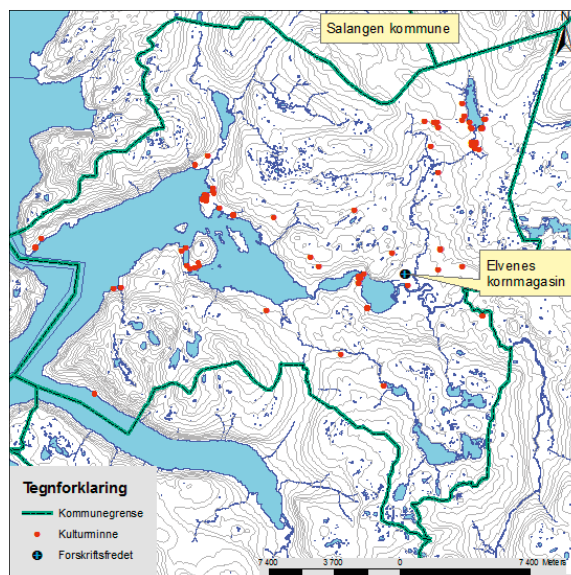 Salangen kommune
Elvenes
kornmagasin
Tegnforklaring
Kommunegrense
Kulturminne
Forskriftsfredet
7 400 3 700 0 7 400 Meters